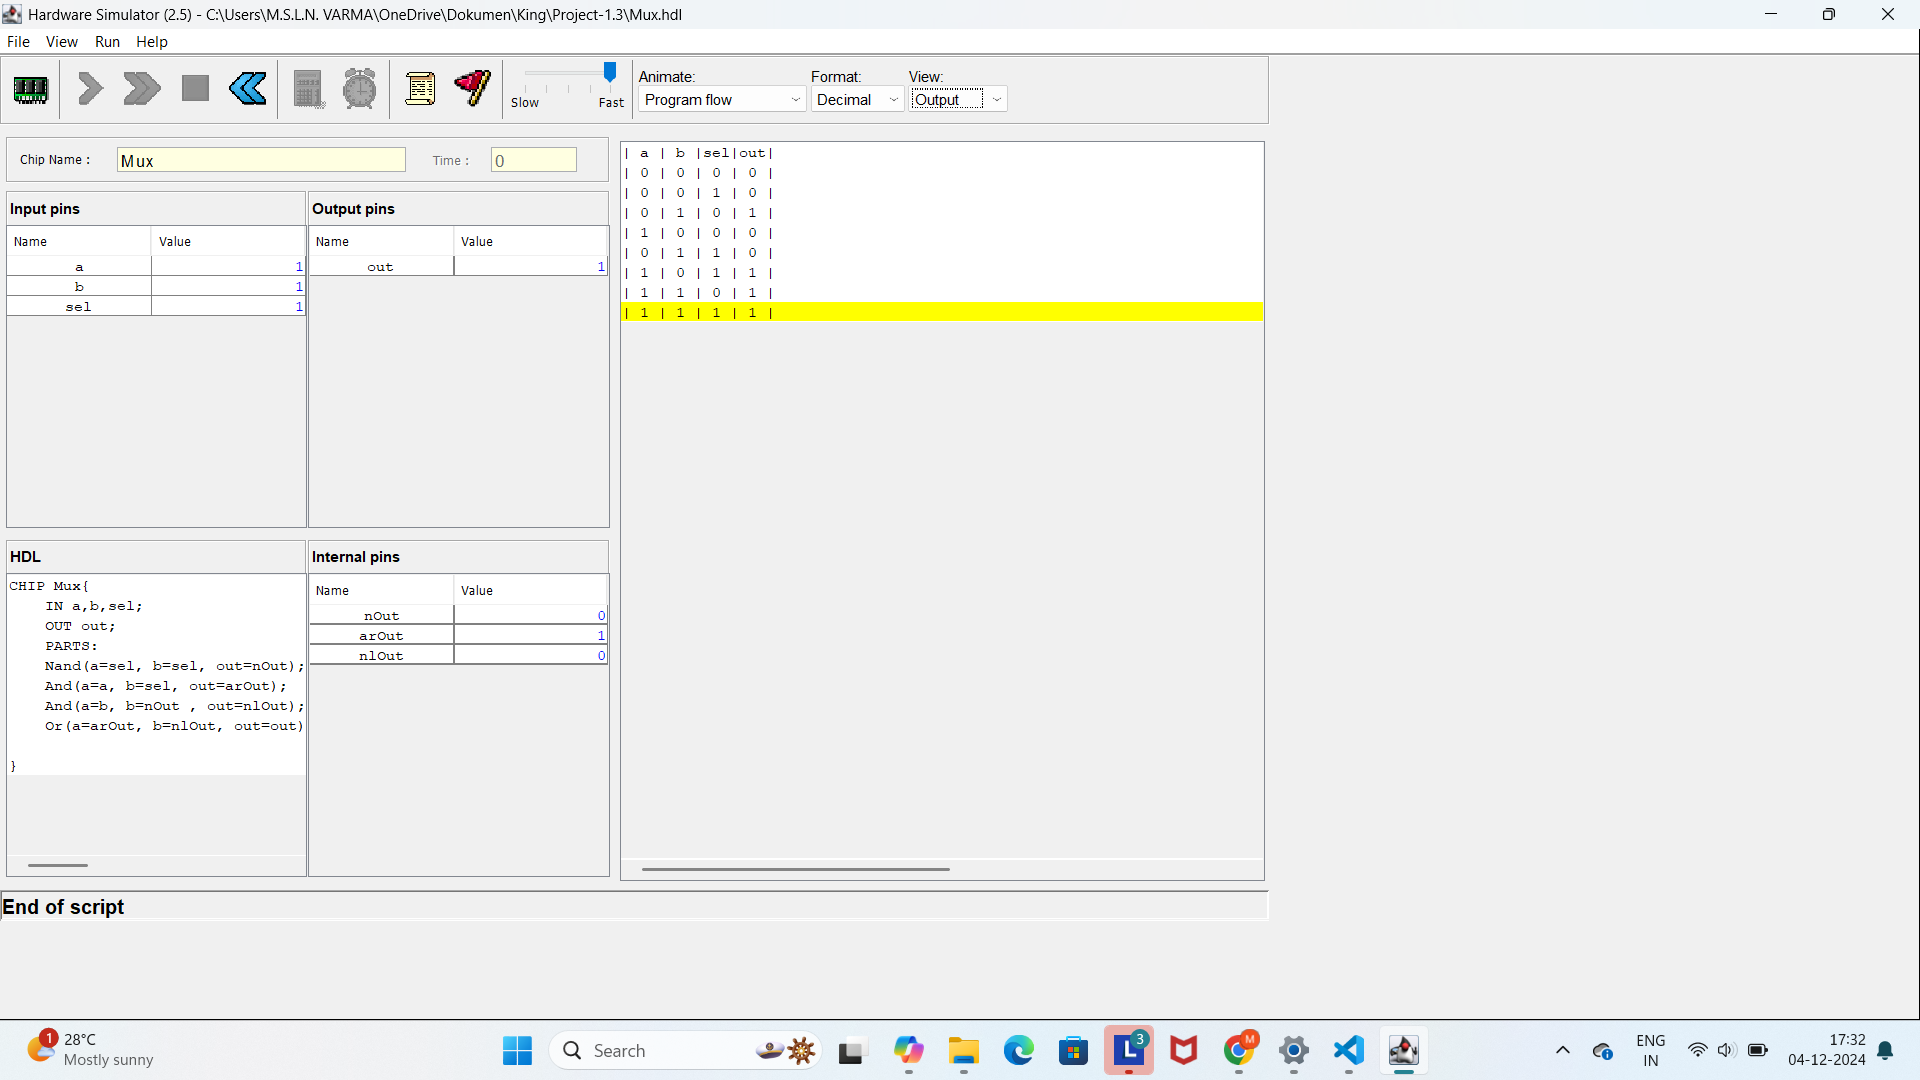 Hardware Simulator (2.5) - C:\Users\M.S.L.N. VARMA\OneDrive\Dokumen\King\Project-1.3\Mux.hdl
File View Run Help
Slow Fast
Animate: Format: View:
Program flow Decimal Output
Chip Name : Mux Time : 0
Input pins
Name Value
a 1
b 1
sel 1
Output pins
Name Value
out 1
| a | b |sel|out|
| 0 | 0 | 0 | 0 |
| 0 | 0 | 1 | 0 |
| 0 | 1 | 0 | 1 |
| 1 | 0 | 0 | 0 |
| 0 | 1 | 1 | 0 |
| 1 | 0 | 1 | 1 |
| 1 | 1 | 0 | 1 |
| 1 | 1 | 1 | 1 |
HDL
CHIP Mux{
IN a,b,sel;
OUT out;
PARTS:
Nand(a=sel, b=sel, out=nOut);
And(a=a, b=sel, out=arOut);
And(a=b, b=nOut , out=nlOut);
Or(a=arOut, b=nlOut, out=out)
}
Internal pins
Name Value
nOut 0
arOut 1
nlOut 0
End of script
1
28°C
Mostly sunny
Search
L 3
M
ENG
IN
17:32
04-12-2024